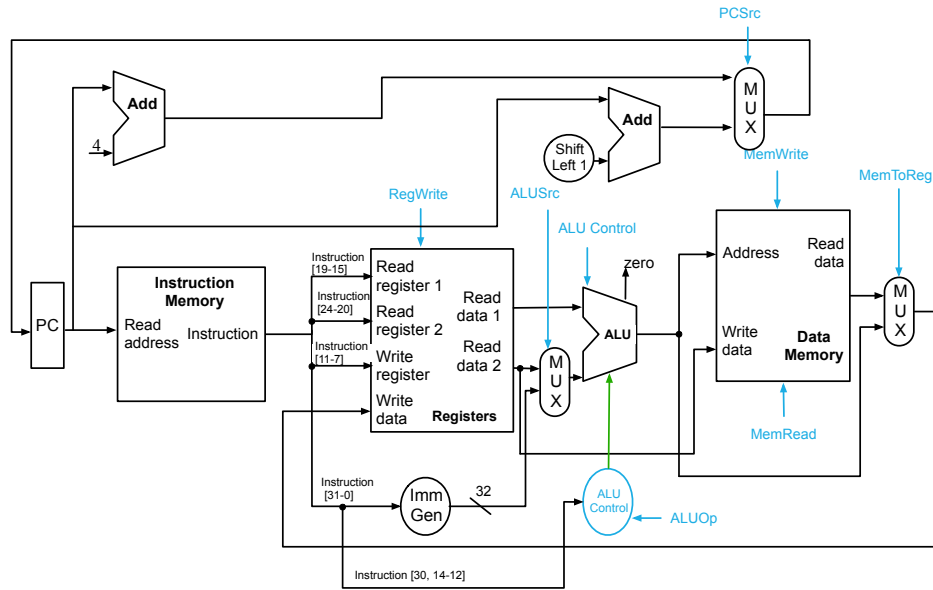 PCSrc
Add
4
Add
M
U
X
Shift
Left 1
MemWrite
RegWrite
ALUSrc
MemToReg
ALU Control
Instruction
[19-15]
Instruction
[24-20]
Instruction
[11-7]
Read
register 1
Read
register 2
Write
register
Write
data
Read
data 1
Read
data 2
Registers
PC
Instruction
Memory
Read
address
Instruction
zero
ALU
M
U
X
Address
Read
data
Write
data
Data
Memory
M
U
X
MemRead
Instruction
[31-0]
Imm
Gen
32
ALU
Control
ALUOp
Instruction [30, 14-12]